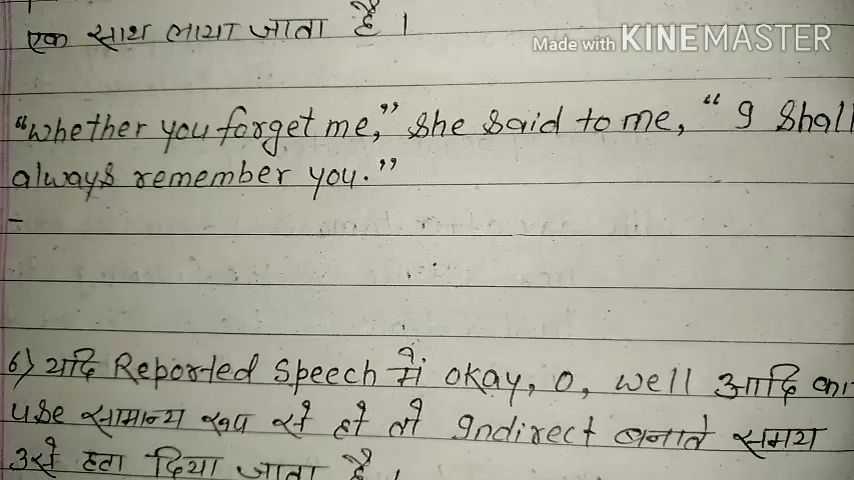 एक साथ लाया जाता है।
Made with KINEMASTER
"whether you forget me," she said to me, "I shall
always remember you."
6) यदि Reported speech में okay, o, well आदि का
use सामान्य रूप से हो तो Indirect बनाते समय
उसे हटा दिया जाता है।